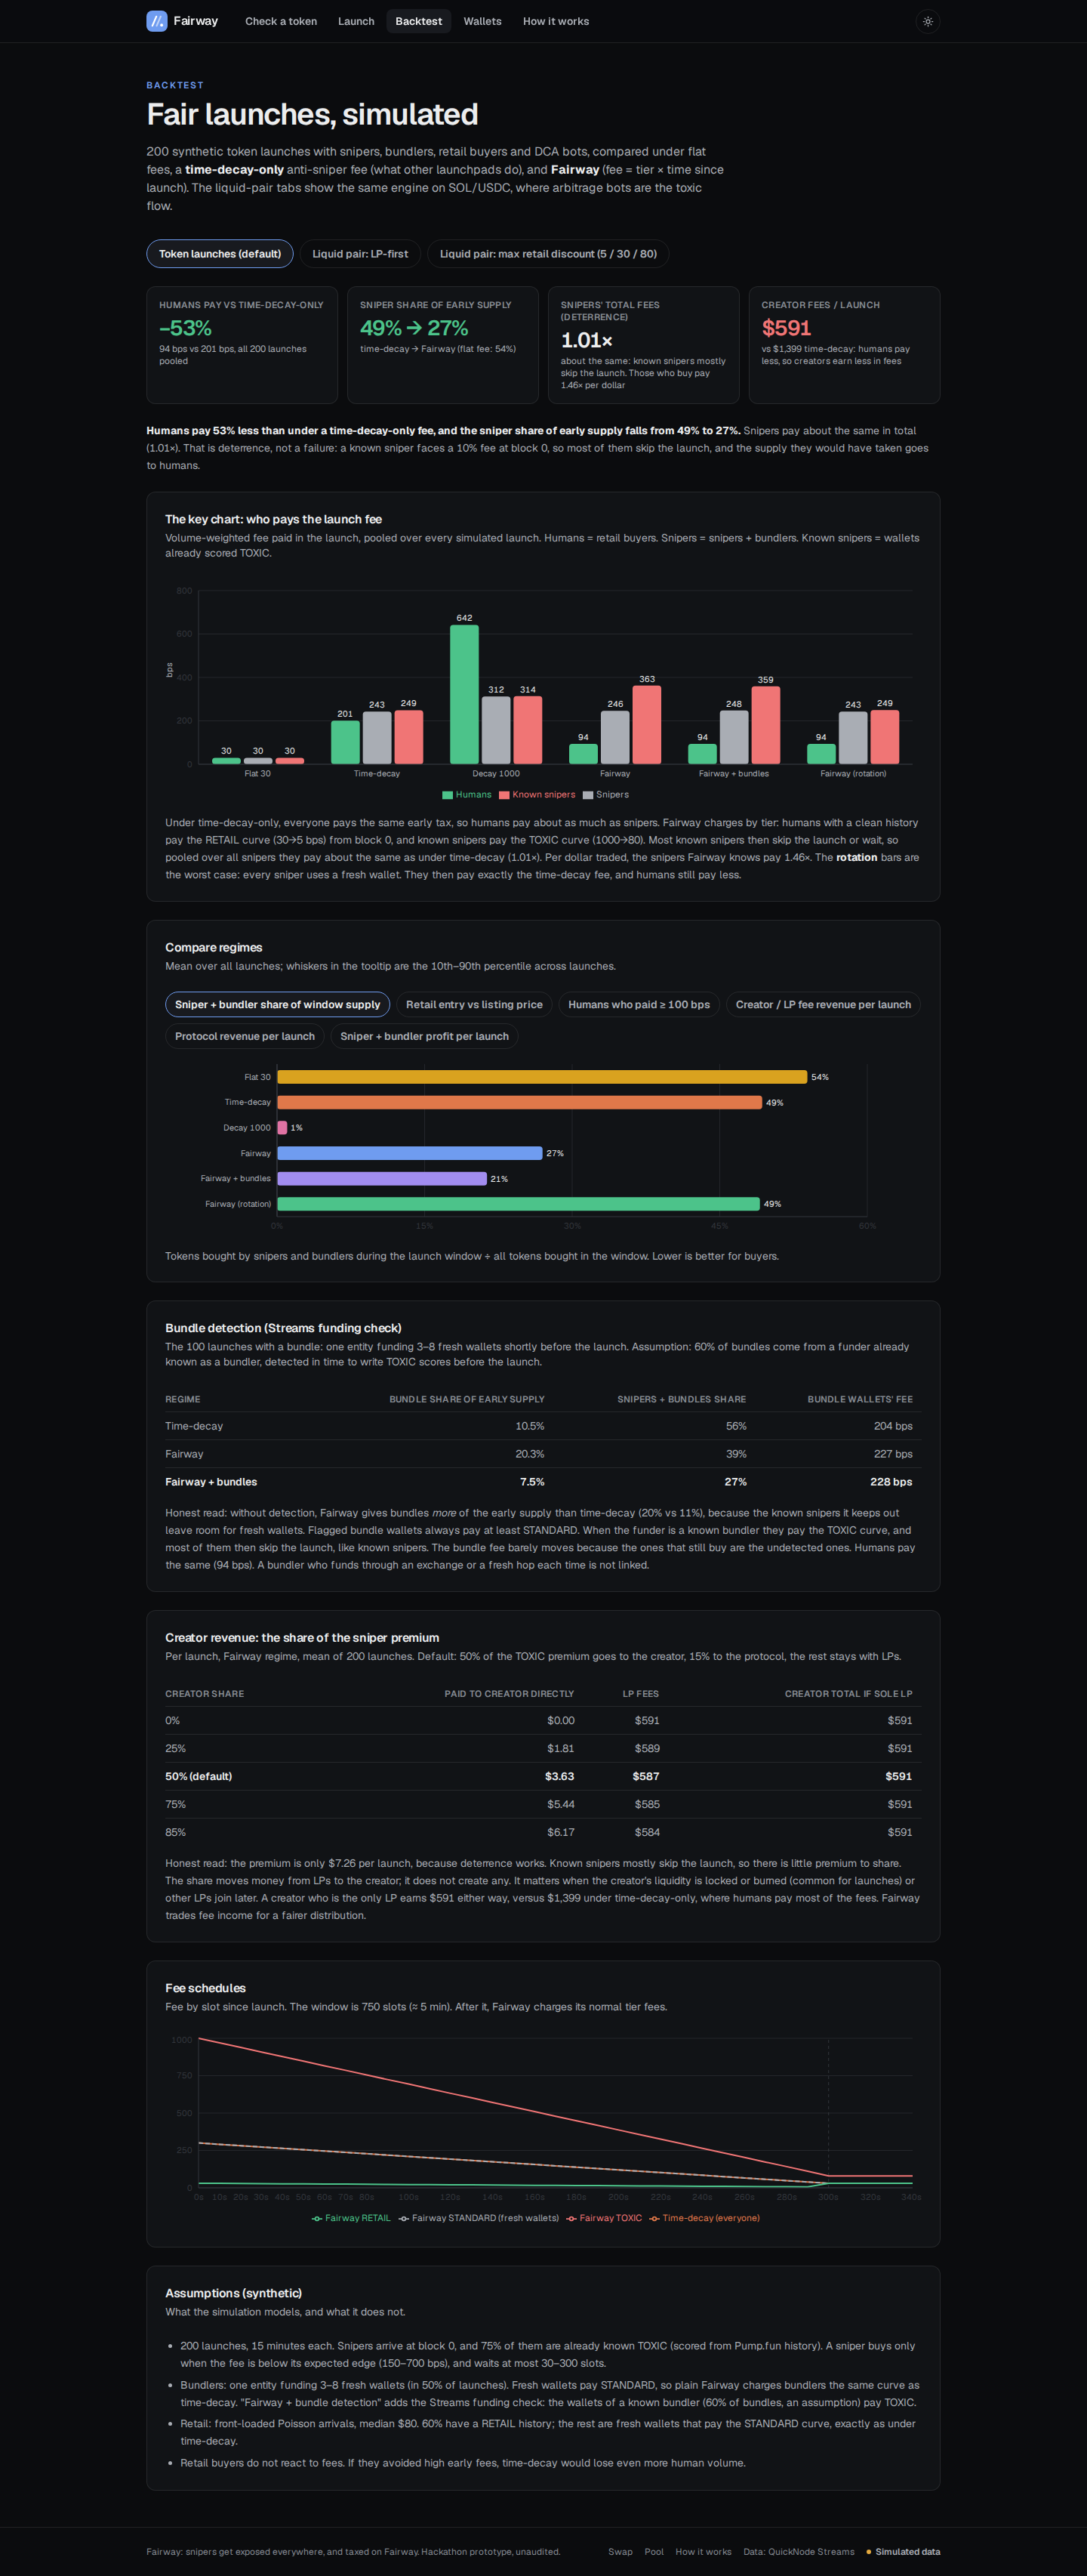 Fairway
Check a token
Launch
Backtest
Wallets
How it works
BACKTEST
Fair launches, simulated
200 synthetic token launches with snipers, bundlers, retail buyers and DCA bots, compared under flat
fees, a time-decay-only anti-sniper fee (what other launchpads do), and Fairway (fee = tier × time since
launch). The liquid-pair tabs show the same engine on SOL/USDC, where arbitrage bots are the toxic
flow.
Token launches (default)
Liquid pair: LP-first
Liquid pair: max retail discount (5 / 30 / 80)
HUMANS PAY VS TIME-DECAY-ONLY
−53%
94 bps vs 201 bps, all 200 launches
pooled
SNIPER SHARE OF EARLY SUPPLY
49% → 27%
time-decay → Fairway (flat fee: 54%)
SNIPERS' TOTAL FEES
(DETERRENCE)
1.01×
about the same: known snipers mostly
skip the launch. Those who buy pay
1.46× per dollar
CREATOR FEES / LAUNCH
$591
vs $1,399 time-decay: humans pay
less, so creators earn less in fees
Humans pay 53% less than under a time-decay-only fee, and the sniper share of early supply falls from 49% to 27%. Snipers pay about the same in total
(1.01×). That is deterrence, not a failure: a known sniper faces a 10% fee at block 0, so most of them skip the launch, and the supply they would have taken goes
to humans.
The key chart: who pays the launch fee
Volume-weighted fee paid in the launch, pooled over every simulated launch. Humans = retail buyers. Snipers = snipers + bundlers. Known snipers = wallets
already scored TOXIC.
800
600
400
200
0
bps
30
30
30
201
243
249
642
312
314
94
246
363
94
248
359
94
243
249
Flat 30
Time-decay
Decay 1000
Fairway
Fairway + bundles
Fairway (rotation)
Humans
Known snipers
Snipers
Under time-decay-only, everyone pays the same early tax, so humans pay about as much as snipers. Fairway charges by tier: humans with a clean history
pay the RETAIL curve (30→5 bps) from block 0, and known snipers pay the TOXIC curve (1000→80). Most known snipers then skip the launch or wait, so
pooled over all snipers they pay about the same as under time-decay (1.01×). Per dollar traded, the snipers Fairway knows pay 1.46×. The rotation bars are
the worst case: every sniper uses a fresh wallet. They then pay exactly the time-decay fee, and humans still pay less.
Compare regimes
Mean over all launches; whiskers in the tooltip are the 10th–90th percentile across launches.
Sniper + bundler share of window supply
Retail entry vs listing price
Humans who paid ≥ 100 bps
Creator / LP fee revenue per launch
Protocol revenue per launch
Sniper + bundler profit per launch
Flat 30
54%
Time-decay
49%
Decay 1000
1%
Fairway
27%
Fairway + bundles
21%
Fairway (rotation)
49%
0%
15%
30%
45%
60%
Tokens bought by snipers and bundlers during the launch window ÷ all tokens bought in the window. Lower is better for buyers.
Bundle detection (Streams funding check)
The 100 launches with a bundle: one entity funding 3–8 fresh wallets shortly before the launch. Assumption: 60% of bundles come from a funder already
known as a bundler, detected in time to write TOXIC scores before the launch.
REGIME
BUNDLE SHARE OF EARLY SUPPLY
SNIPERS + BUNDLES SHARE
BUNDLE WALLETS' FEE
Time-decay
10.5%
56%
204 bps
Fairway
20.3%
39%
227 bps
Fairway + bundles
7.5%
27%
228 bps
Honest read: without detection, Fairway gives bundles more of the early supply than time-decay (20% vs 11%), because the known snipers it keeps out
leave room for fresh wallets. Flagged bundle wallets always pay at least STANDARD. When the funder is a known bundler they pay the TOXIC curve, and
most of them then skip the launch, like known snipers. The bundle fee barely moves because the ones that still buy are the undetected ones. Humans pay
the same (94 bps). A bundler who funds through an exchange or a fresh hop each time is not linked.
Creator revenue: the share of the sniper premium
Per launch, Fairway regime, mean of 200 launches. Default: 50% of the TOXIC premium goes to the creator, 15% to the protocol, the rest stays with LPs.
CREATOR SHARE
PAID TO CREATOR DIRECTLY
LP FEES
CREATOR TOTAL IF SOLE LP
0%
$0.00
$591
$591
25%
$1.81
$589
$591
50% (default)
$3.63
$587
$591
75%
$5.44
$585
$591
85%
$6.17
$584
$591
Honest read: the premium is only $7.26 per launch, because deterrence works. Known snipers mostly skip the launch, so there is little premium to share.
The share moves money from LPs to the creator; it does not create any. It matters when the creator's liquidity is locked or burned (common for launches) or
other LPs join later. A creator who is the only LP earns $591 either way, versus $1,399 under time-decay-only, where humans pay most of the fees. Fairway
trades fee income for a fairer distribution.
Fee schedules
Fee by slot since launch. The window is 750 slots (≈ 5 min). After it, Fairway charges its normal tier fees.
1000
750
500
250
0
0s
10s
20s
30s
40s
50s
60s
70s
80s
100s
120s
140s
160s
180s
200s
220s
240s
260s
280s
300s
320s
340s
Fairway RETAIL
Fairway STANDARD (fresh wallets)
Fairway TOXIC
Time-decay (everyone)
Assumptions (synthetic)
What the simulation models, and what it does not.
• 200 launches, 15 minutes each. Snipers arrive at block 0, and 75% of them are already known TOXIC (scored from Pump.fun history). A sniper buys only
when the fee is below its expected edge (150–700 bps), and waits at most 30–300 slots.
• Bundlers: one entity funding 3–8 fresh wallets (in 50% of launches). Fresh wallets pay STANDARD, so plain Fairway charges bundlers the same curve as
time-decay. "Fairway + bundle detection" adds the Streams funding check: the wallets of a known bundler (60% of bundles, an assumption) pay TOXIC.
• Retail: front-loaded Poisson arrivals, median $80. 60% have a RETAIL history; the rest are fresh wallets that pay the STANDARD curve, exactly as under
time-decay.
• Retail buyers do not react to fees. If they avoided high early fees, time-decay would lose even more human volume.
Fairway: snipers get exposed everywhere, and taxed on Fairway. Hackathon prototype, unaudited.
Swap
Pool
How it works
Data: QuickNode Streams
Simulated data